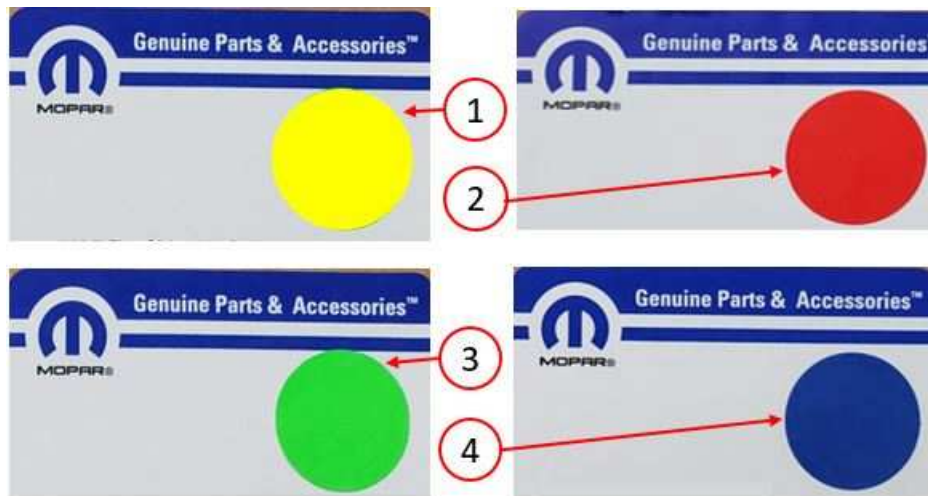 Genuine Parts & Accessories™
MOPAR®
1
Genuine Parts & Accessories
MOPAR®
2
Genuine Parts & Accessories™
MOPAR®
3
Genuine Parts & Accessories™
MOPAR®
4